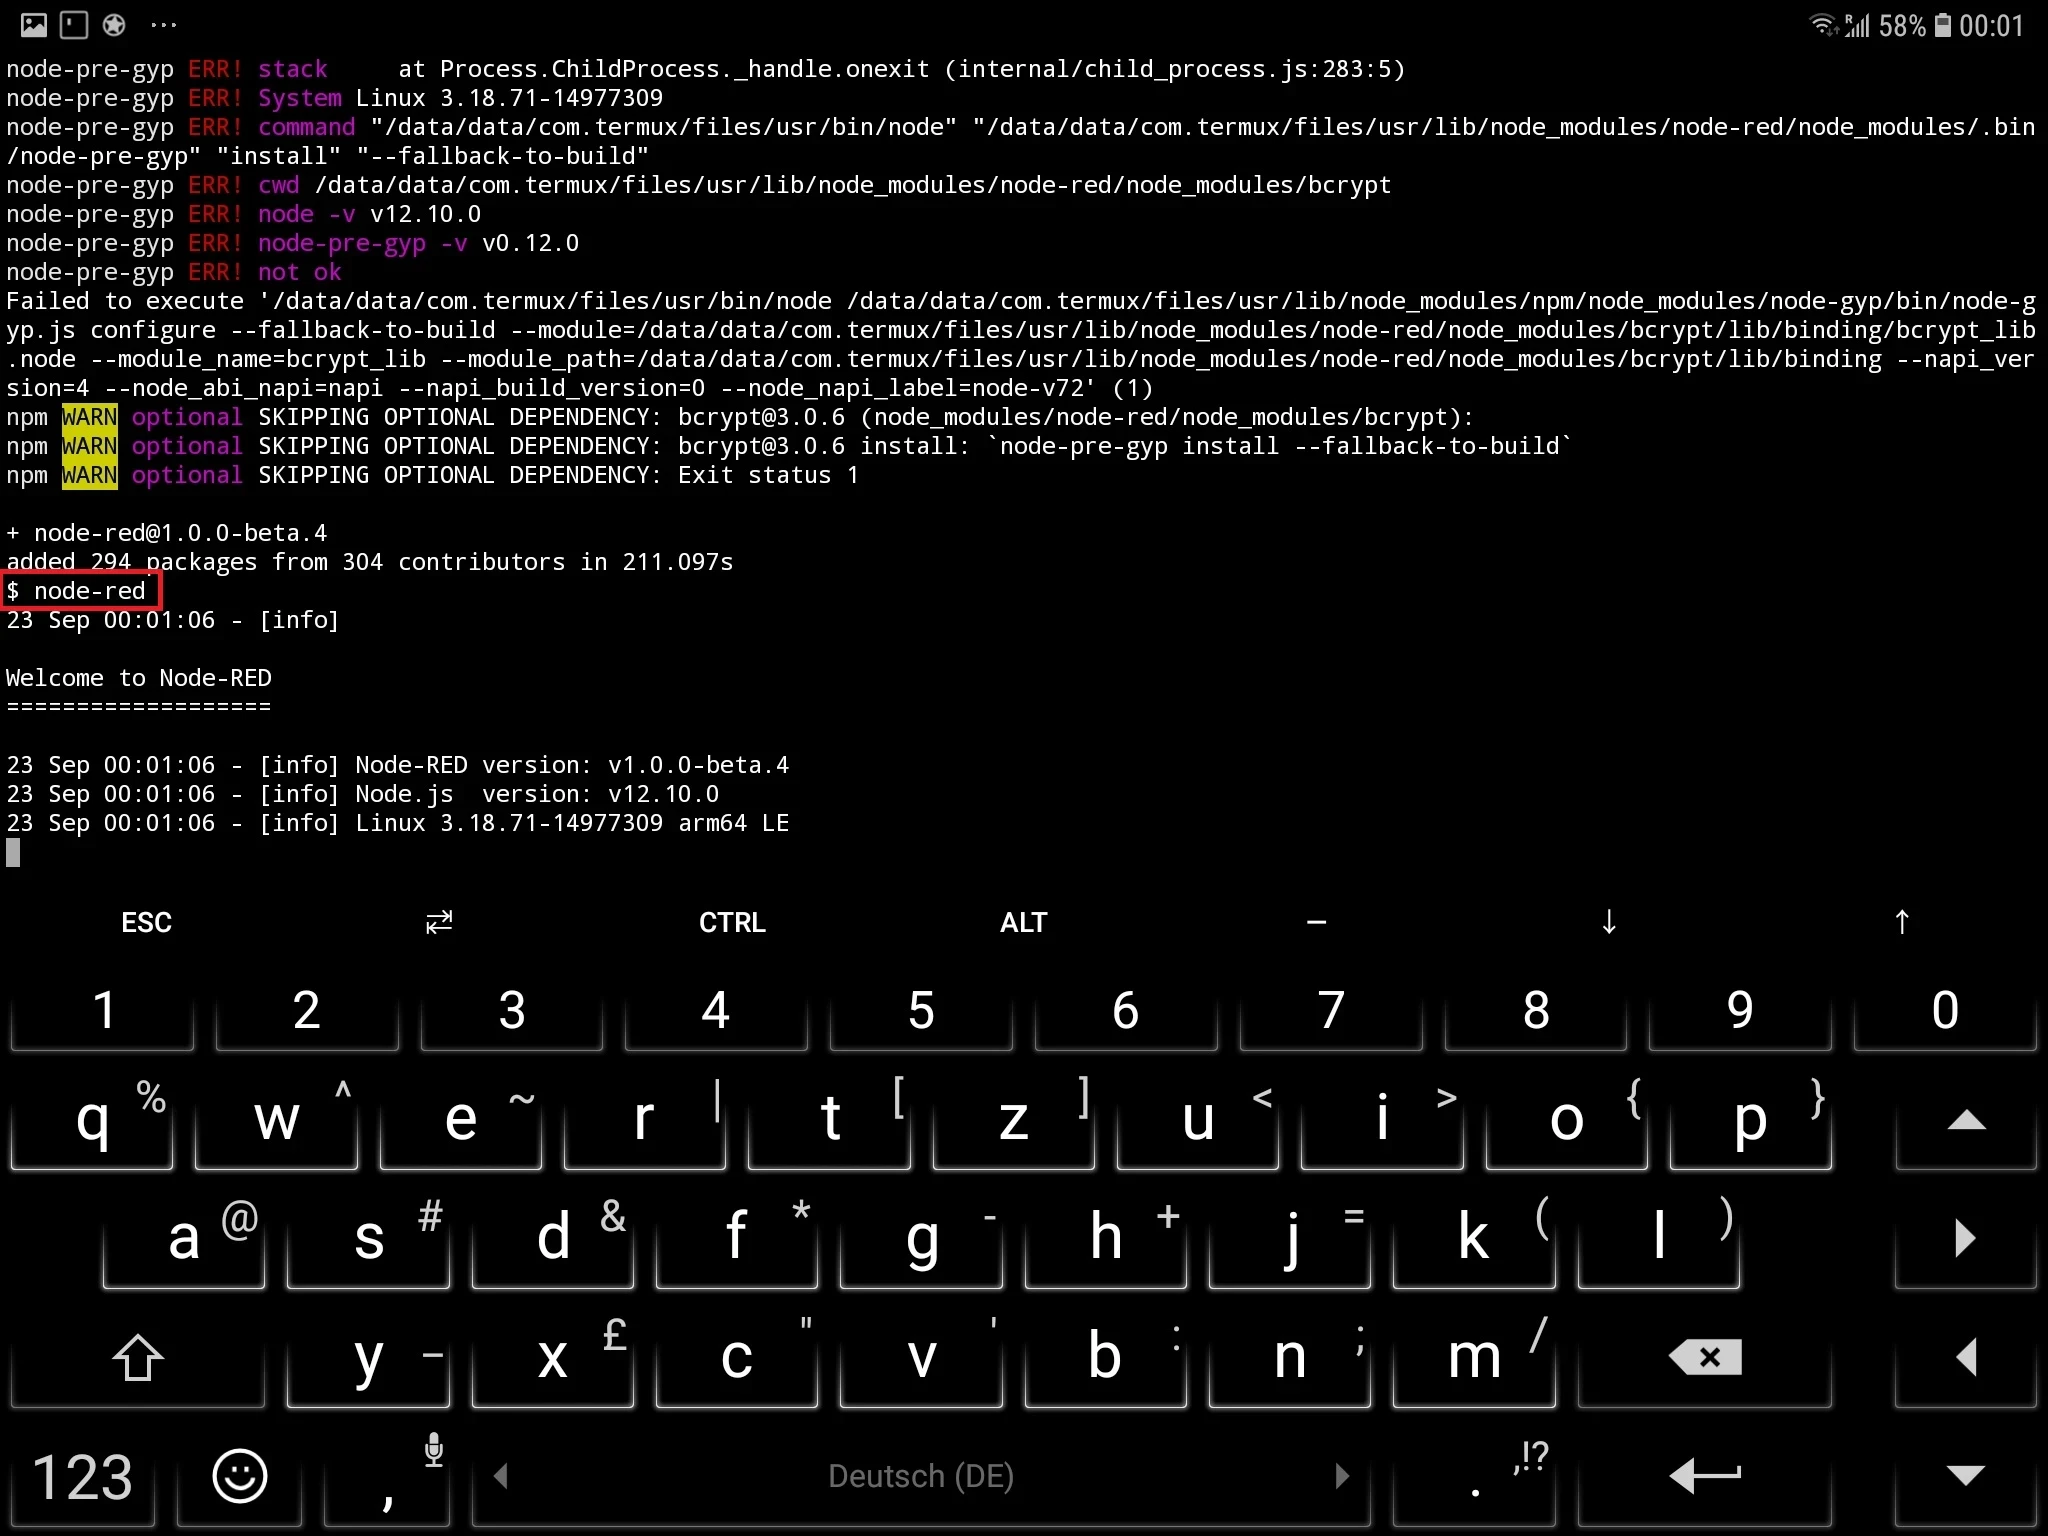 58% 00:01
node-pre-gyp ERR! stack     at Process.ChildProcess._handle.onexit (internal/child_process.js:283:5)
node-pre-gyp ERR! System Linux 3.18.71-14977309
node-pre-gyp ERR! command "/data/data/com.termux/files/usr/bin/node" "/data/data/com.termux/files/usr/lib/node_modules/node-red/node_modules/.bin
/node-pre-gyp" "install" "--fallback-to-build"
node-pre-gyp ERR! cwd /data/data/com.termux/files/usr/lib/node_modules/node-red/node_modules/bcrypt
node-pre-gyp ERR! node -v v12.10.0
node-pre-gyp ERR! node-pre-gyp -v v0.12.0
node-pre-gyp ERR! not ok
Failed to execute '/data/data/com.termux/files/usr/bin/node /data/data/com.termux/files/usr/lib/node_modules/npm/node_modules/node-gyp/bin/node-g
yp.js configure --fallback-to-build --module=/data/data/com.termux/files/usr/lib/node_modules/node-red/node_modules/bcrypt/lib/binding/bcrypt_lib
.node --module_name=bcrypt_lib --module_path=/data/data/com.termux/files/usr/lib/node_modules/node-red/node_modules/bcrypt/lib/binding --napi_ver
sion=4 --node_abi_napi=napi --napi_build_version=0 --node_napi_label=node-v72' (1)
npm WARN optional SKIPPING OPTIONAL DEPENDENCY: bcrypt@3.0.6 (node_modules/node-red/node_modules/bcrypt):
npm WARN optional SKIPPING OPTIONAL DEPENDENCY: bcrypt@3.0.6 install: `node-pre-gyp install --fallback-to-build`
npm WARN optional SKIPPING OPTIONAL DEPENDENCY: Exit status 1
+ node-red@1.0.0-beta.4
added 294 packages from 304 contributors in 211.097s
$ node-red
23 Sep 00:01:06 - [info]
Welcome to Node-RED
===================
23 Sep 00:01:06 - [info] Node-RED version: v1.0.0-beta.4
23 Sep 00:01:06 - [info] Node.js  version: v12.10.0
23 Sep 00:01:06 - [info] Linux 3.18.71-14977309 arm64 LE
ESC ⇄ CTRL ALT — ↓ ↑
1 2 3 4 5 6 7 8 9 0
q % w ^ e ~ r | t [ z ] u < i > o { p }
a @ s # d & f * g - h + j = k ( l )
y _ x £ c " v ' b : n ; m /
123 , Deutsch (DE) . ,!?